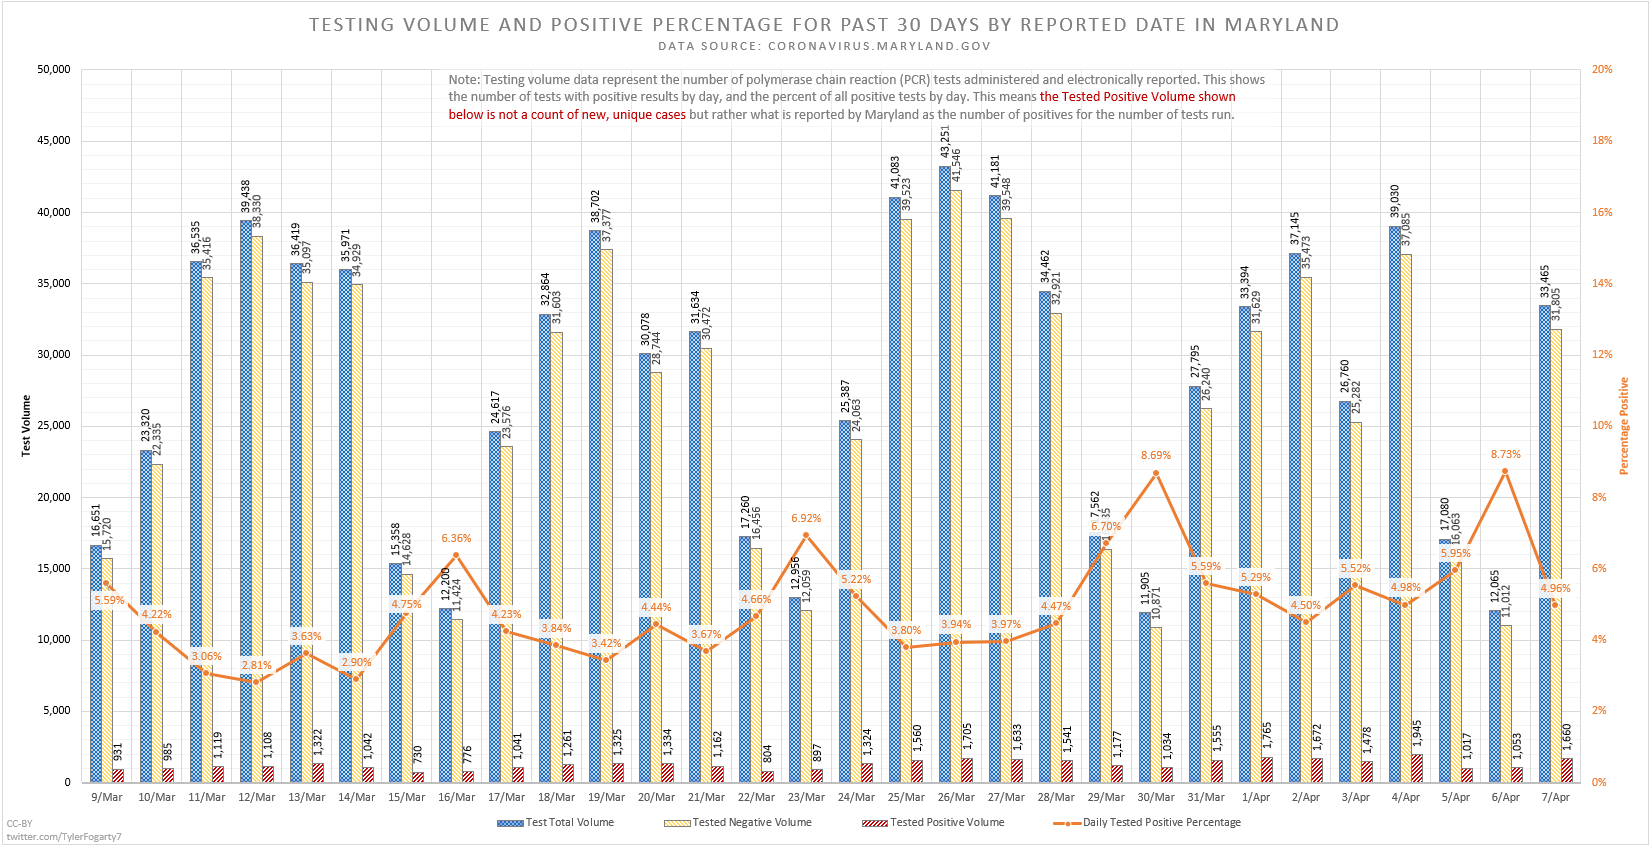 TESTING VOLUME AND POSITIVE PERCENTAGE FOR PAST 30 DAYS BY REPORTED DATE IN MARYLAND
DATA SOURCE: CORONAVIRUS.MARYLAND.GOV
Note: Testing volume data represent the number of polymerase chain reaction (PCR) tests administered and electronically reported. This shows
the number of tests with positive results by day, and the percent of all positive tests by day. This means the Tested Positive Volume shown
below is not a count of new, unique cases but rather what is reported by Maryland as the number of positives for the number of tests run.
Test Volume
50,000
45,000
40,000
35,000
30,000
25,000
20,000
15,000
10,000
5,000
0
16,651 15,720 5.59% 931
23,320 22,335 4.22% 985
36,535 35,416 3.06% 1,119
39,438 38,330 2.81% 1,108
36,419 35,097 3.63% 1,322
35,971 34,929 2.90% 1,042
15,358 14,628 4.75% 730
12,200 11,424 6.36% 776
24,617 23,576 4.23% 1,041
32,864 31,603 3.84% 1,261
38,702 37,377 3.42% 1,325
30,078 28,744 4.44% 1,334
31,634 30,472 3.67% 1,162
17,260 16,456 4.66% 804
12,956 12,059 6.92% 897
25,387 24,063 5.22% 1,324
41,083 39,523 3.80% 1,560
43,251 41,546 3.94% 1,705
41,181 39,548 3.97% 1,633
34,462 32,921 4.47% 1,541
6.70% 1,177
11,905 10,871 8.69% 1,034
27,795 26,240 5.59% 1,555
33,394 31,629 5.29% 1,765
37,145 35,473 4.50% 1,672
26,760 25,282 5.52% 1,478
39,030 37,085 4.98% 1,945
17,080 16,063 5.95% 1,017
12,065 11,012 8.73% 1,053
33,465 31,805 4.96% 1,660
20%
18%
16%
14%
12%
10%
8%
6%
4%
2%
0%
Percentage Positive
9/Mar 10/Mar 11/Mar 12/Mar 13/Mar 14/Mar 15/Mar 16/Mar 17/Mar 18/Mar 19/Mar 20/Mar 21/Mar 22/Mar 23/Mar 24/Mar 25/Mar 26/Mar 27/Mar 28/Mar 29/Mar 30/Mar 31/Mar 1/Apr 2/Apr 3/Apr 4/Apr 5/Apr 6/Apr 7/Apr
Test Total Volume Tested Negative Volume Tested Positive Volume Daily Tested Positive Percentage
CC-BY
twitter.com/TylerFogarty7